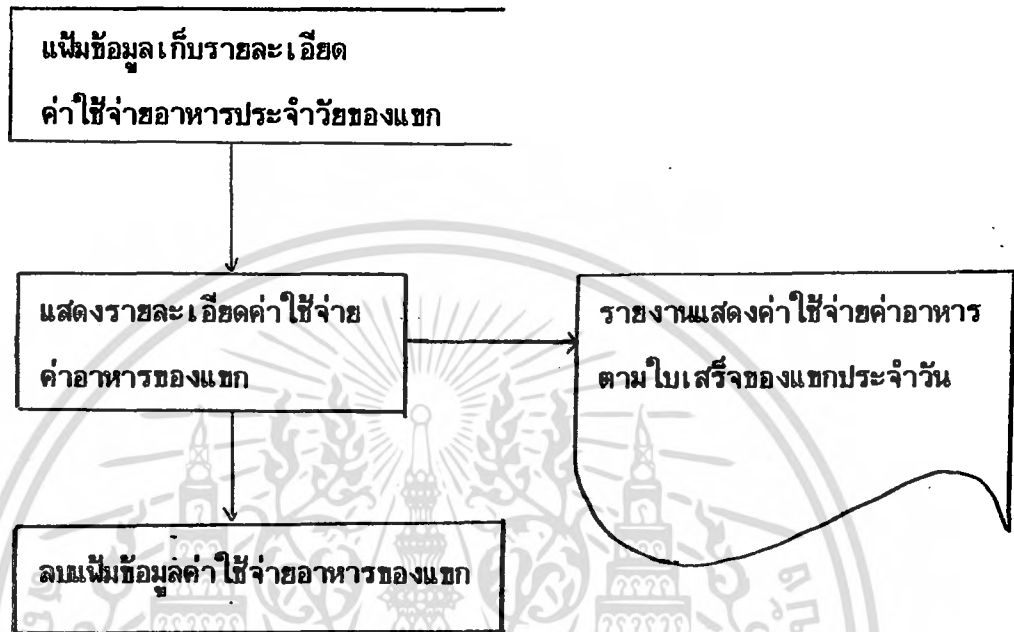 แฟ้มข้อมูลเก็บรายละเอียด
ค่าใช้จ่ายอาหารประจำวัยของแขก
แสดงรายละเอียดค่าใช้จ่าย
ค่าอาหารของแขก
รายงานแสดงค่าใช้จ่ายค่าอาหาร
ตามใบเสร็จของแขกประจำวัน
ลบแฟ้มข้อมูลค่าใช้จ่ายอาหารของแขก